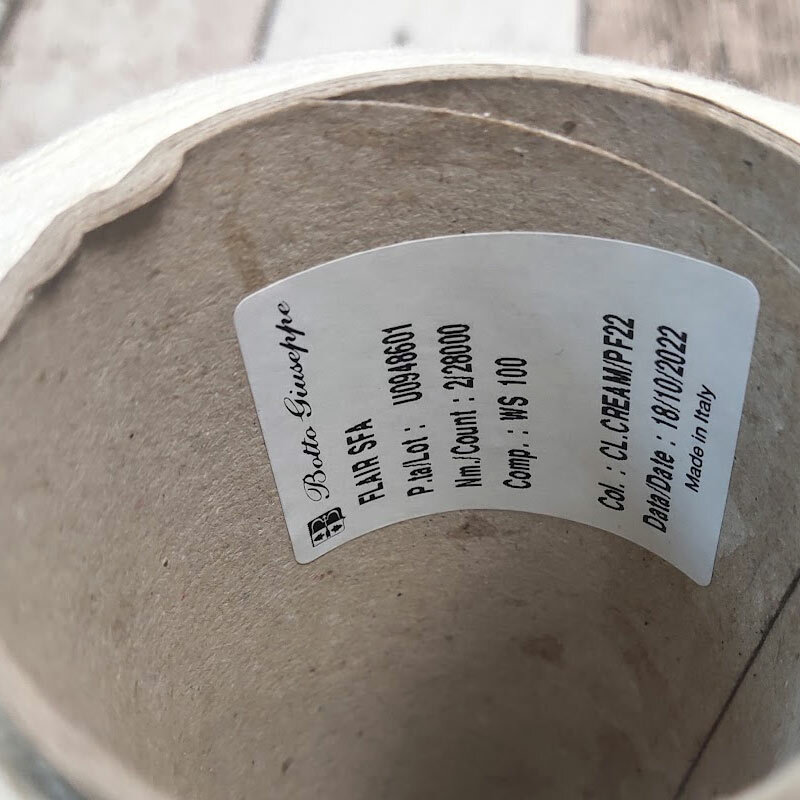 Botto Giuseppe
FLAIR SFA
P.ta/Lot : U0948601
Nm./Count : 2/28000
Comp. : WS 100
Col. : CL.CREAM/P F22
Data/Date : 18/10/2022
Made in Italy